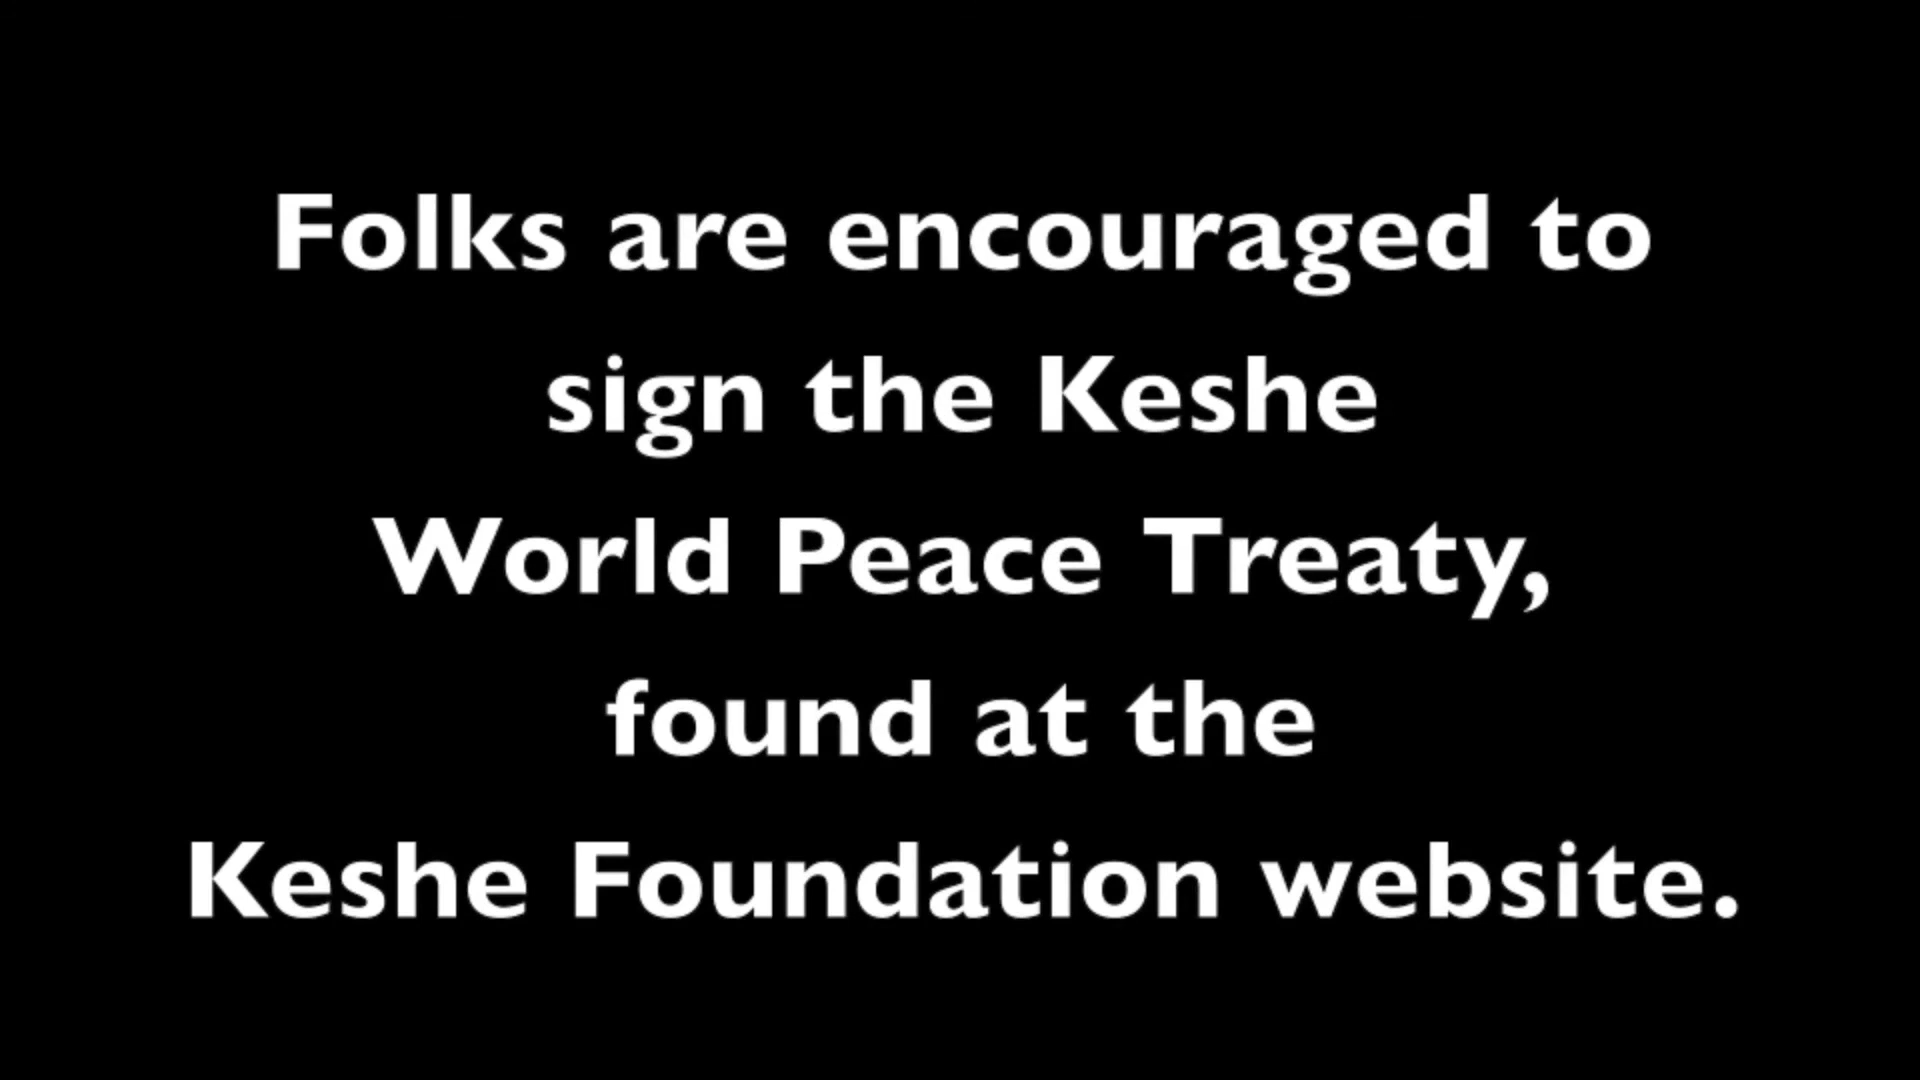 Folks are encouraged to
sign the Keshe
World Peace Treaty,
found at the
Keshe Foundation website.